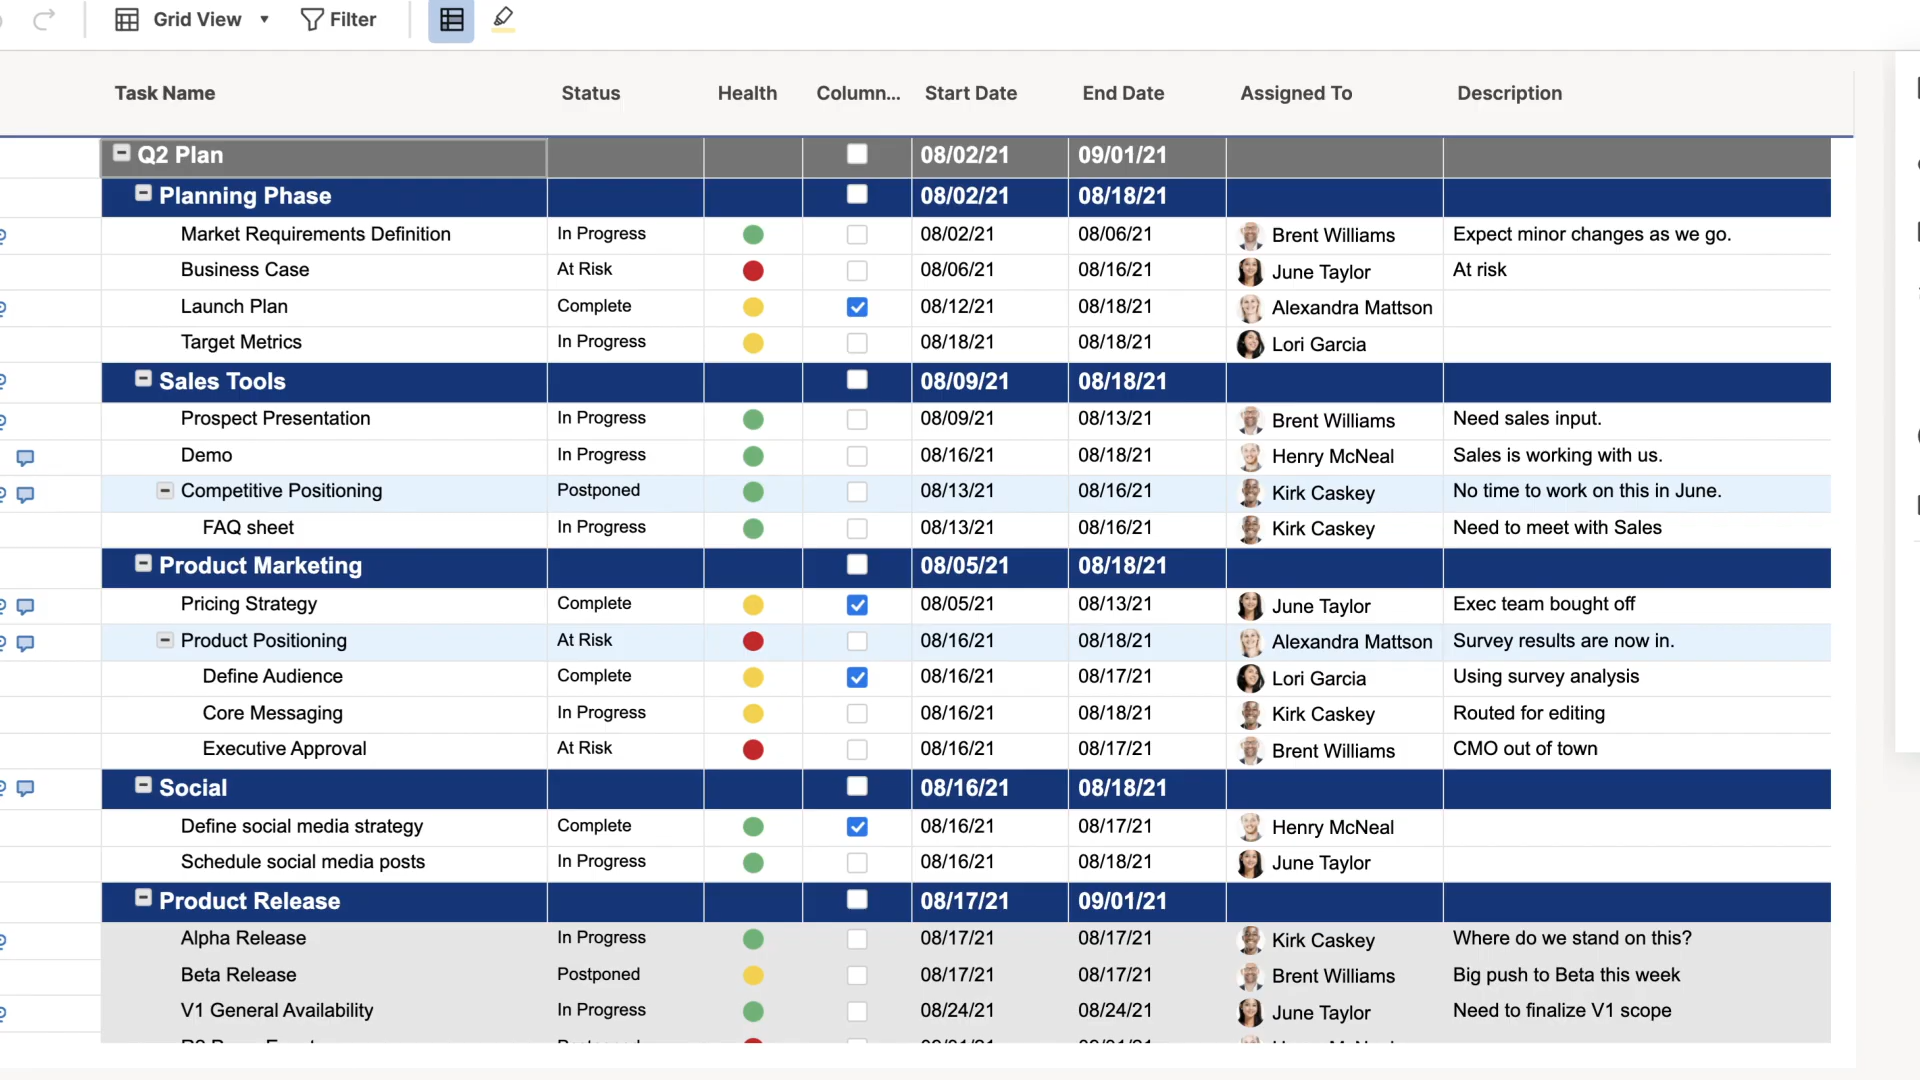 Grid View Filter
Task Name Status Health Column... Start Date End Date Assigned To Description
Q2 Plan 08/02/21 09/01/21
Planning Phase 08/02/21 08/18/21
Market Requirements Definition In Progress 08/02/21 08/06/21 Brent Williams Expect minor changes as we go.
Business Case At Risk 08/06/21 08/16/21 June Taylor At risk
Launch Plan Complete 08/12/21 08/18/21 Alexandra Mattson
Target Metrics In Progress 08/18/21 08/18/21 Lori Garcia
Sales Tools 08/09/21 08/18/21
Prospect Presentation In Progress 08/09/21 08/13/21 Brent Williams Need sales input.
Demo In Progress 08/16/21 08/18/21 Henry McNeal Sales is working with us.
Competitive Positioning Postponed 08/13/21 08/16/21 Kirk Caskey No time to work on this in June.
FAQ sheet In Progress 08/13/21 08/16/21 Kirk Caskey Need to meet with Sales
Product Marketing 08/05/21 08/18/21
Pricing Strategy Complete 08/05/21 08/13/21 June Taylor Exec team bought off
Product Positioning At Risk 08/16/21 08/18/21 Alexandra Mattson Survey results are now in.
Define Audience Complete 08/16/21 08/17/21 Lori Garcia Using survey analysis
Core Messaging In Progress 08/16/21 08/18/21 Kirk Caskey Routed for editing
Executive Approval At Risk 08/16/21 08/17/21 Brent Williams CMO out of town
Social 08/16/21 08/18/21
Define social media strategy Complete 08/16/21 08/17/21 Henry McNeal
Schedule social media posts In Progress 08/16/21 08/18/21 June Taylor
Product Release 08/17/21 09/01/21
Alpha Release In Progress 08/17/21 08/17/21 Kirk Caskey Where do we stand on this?
Beta Release Postponed 08/17/21 08/17/21 Brent Williams Big push to Beta this week
V1 General Availability In Progress 08/24/21 08/24/21 June Taylor Need to finalize V1 scope